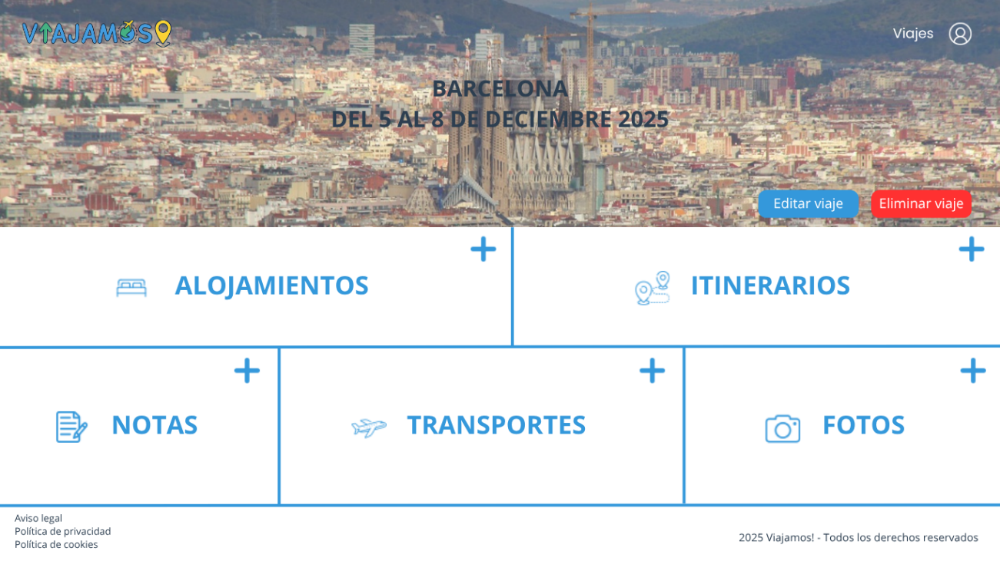 VIAJAMOS
Viajes
BARCELONA
DEL 5 AL 8 DE DECIEMBRE 2025
Editar viaje
Eliminar viaje
ALOJAMIENTOS
ITINERARIOS
NOTAS
TRANSPORTES
FOTOS
Aviso legal
Política de privacidad
Política de cookies
2025 Viajamos! - Todos los derechos reservados